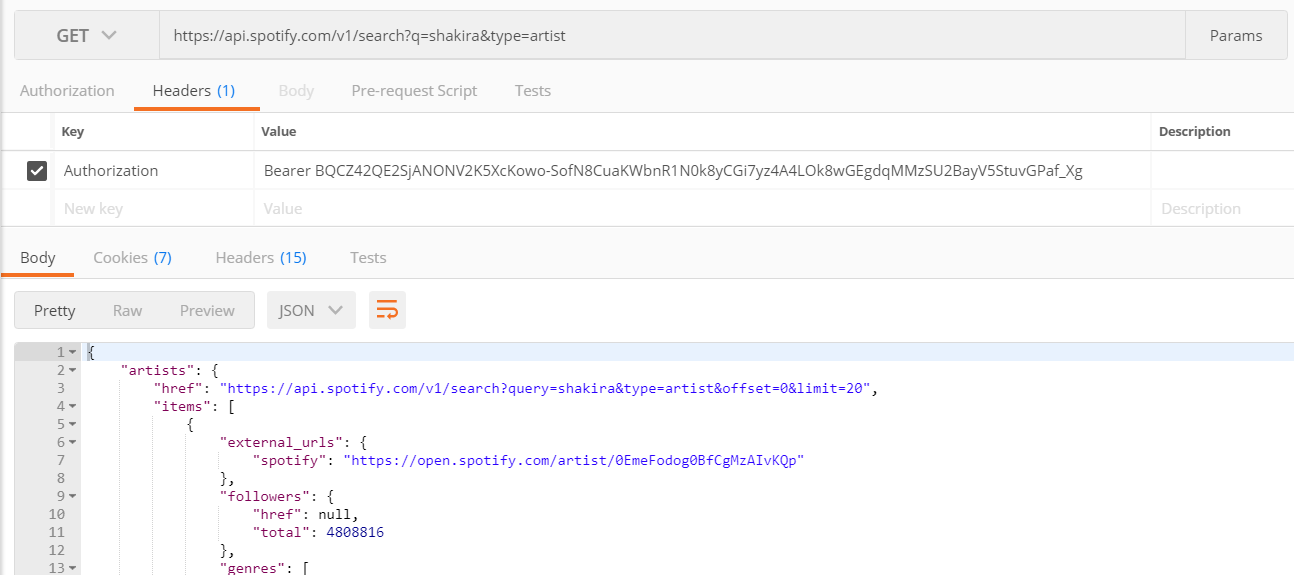 GET https://api.spotify.com/v1/search?q=shakira&type=artist Params
Authorization Headers (1) Body Pre-request Script Tests
Key Value Description
Authorization Bearer BQCZ42QE2SjANONV2K5XcKowo-SofN8CuaKWbnR1N0k8yCGi7yz4A4LOk8wGEgdqMMzSU2BayV5StuvGPaf_Xg
New key Value Description
Body Cookies (7) Headers (15) Tests
Pretty Raw Preview JSON
1 {
2 "artists": {
3 "href": "https://api.spotify.com/v1/search?query=shakira&type=artist&offset=0&limit=20",
4 "items": [
5 {
6 "external_urls": {
7 "spotify": "https://open.spotify.com/artist/0EmeFodog0BfCgMzAIvKQp"
8 },
9 "followers": {
10 "href": null,
11 "total": 4808816
12 },
13 "genres": [